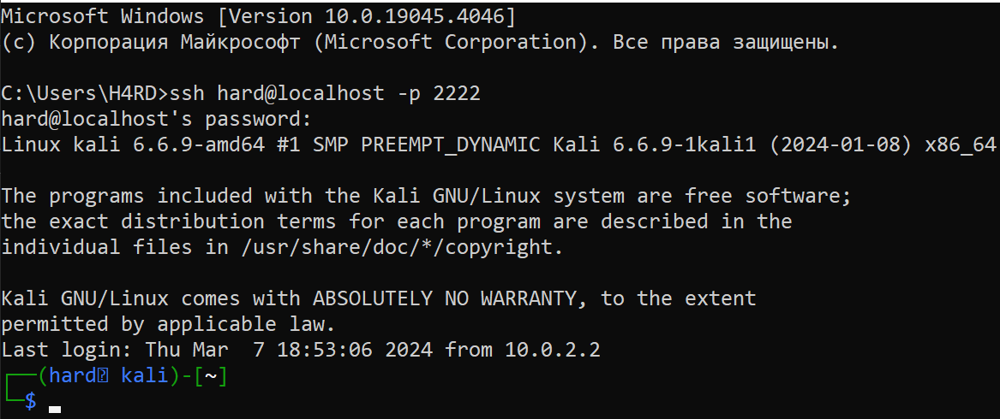 Microsoft Windows [Version 10.0.19045.4046]
(c) Корпорация Майкрософт (Microsoft Corporation). Все права защищены.
C:\Users\H4RD>ssh hard@localhost -p 2222
hard@localhost's password:
Linux kali 6.6.9-amd64 #1 SMP PREEMPT_DYNAMIC Kali 6.6.9-1kali1 (2024-01-08) x86_64
The programs included with the Kali GNU/Linux system are free software;
the exact distribution terms for each program are described in the
individual files in /usr/share/doc/*/copyright.
Kali GNU/Linux comes with ABSOLUTELY NO WARRANTY, to the extent
permitted by applicable law.
Last login: Thu Mar  7 18:53:06 2024 from 10.0.2.2
┌──(hard⍰ kali)-[~]
└─$